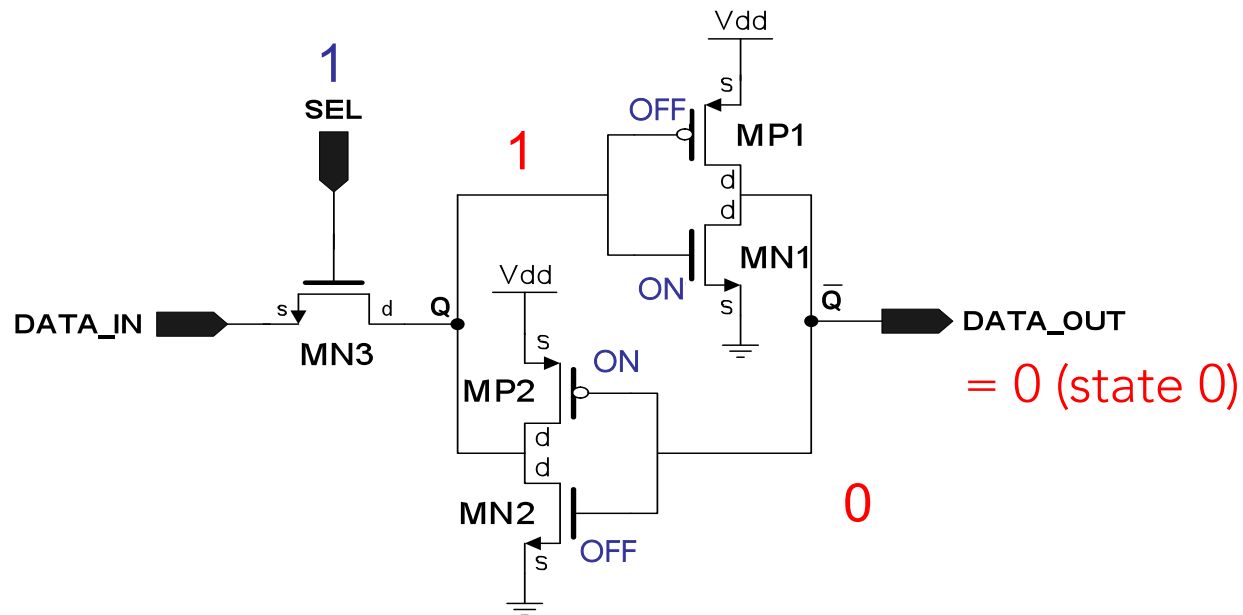 Vdd
1
SEL
OFF
s
MP1
1
d
d
MN1
ON
s
Vdd
Q
Q̅
DATA_IN
s
d
MN3
DATA_OUT
s
ON
MP2
= 0 (state 0)
d
d
MN2
0
OFF
s